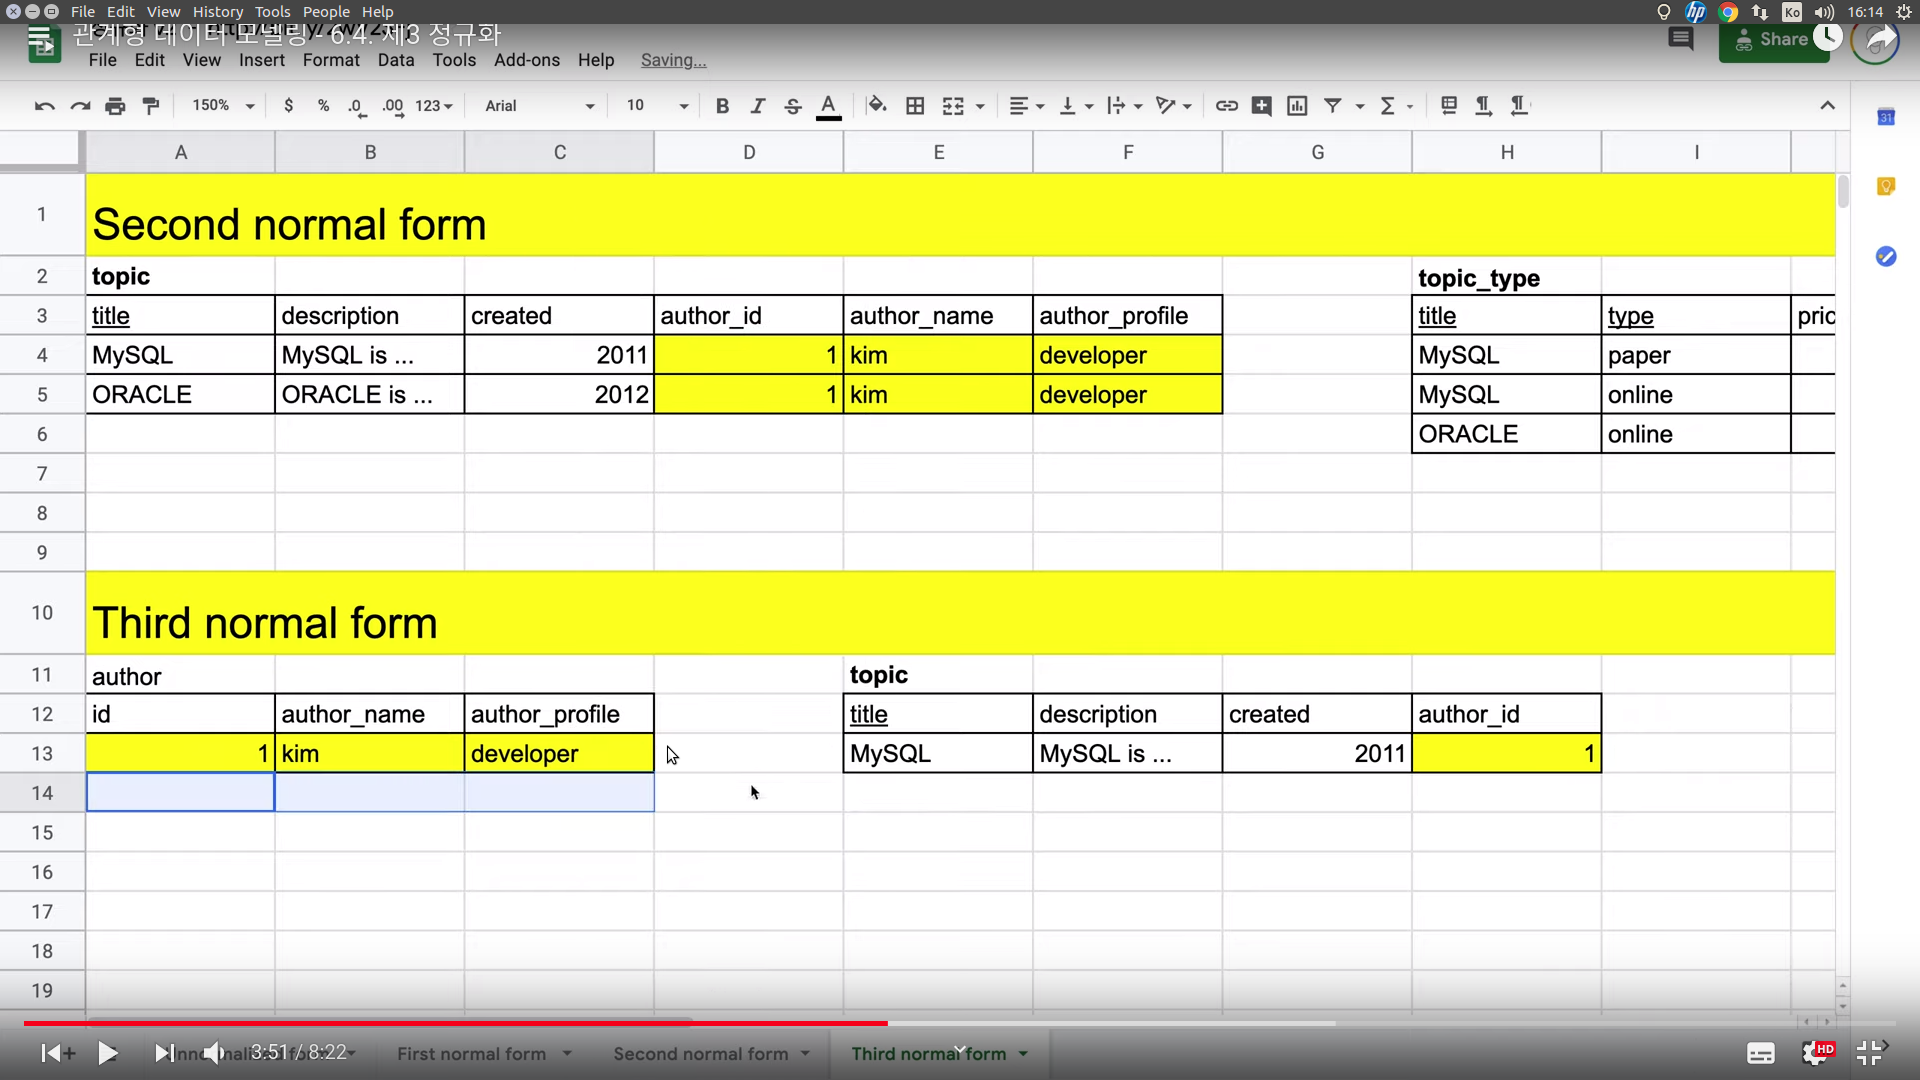 File Edit View History Tools People Help
Ko 16:14
관계형 데이터 모델링 - 6.4. 제3 정규화
File Edit View Insert Format Data Tools Add-ons Help Saving...
Share
150% $ % .0 .00 123 Arial 10 B I S A
31
A B C D E F G H I
1 Second normal form
2 topic topic_type
3 title description created author_id author_name author_profile title type pric
4 MySQL MySQL is ... 2011 1 kim developer MySQL paper
5 ORACLE ORACLE is ... 2012 1 kim developer MySQL online
6 ORACLE online
7
8
9
10 Third normal form
11 author topic
12 id author_name author_profile title description created author_id
13 1 kim developer MySQL MySQL is ... 2011 1
14
15
16
17
18
19
3:51 / 8:22 First normal form Second normal form Third normal form
HD